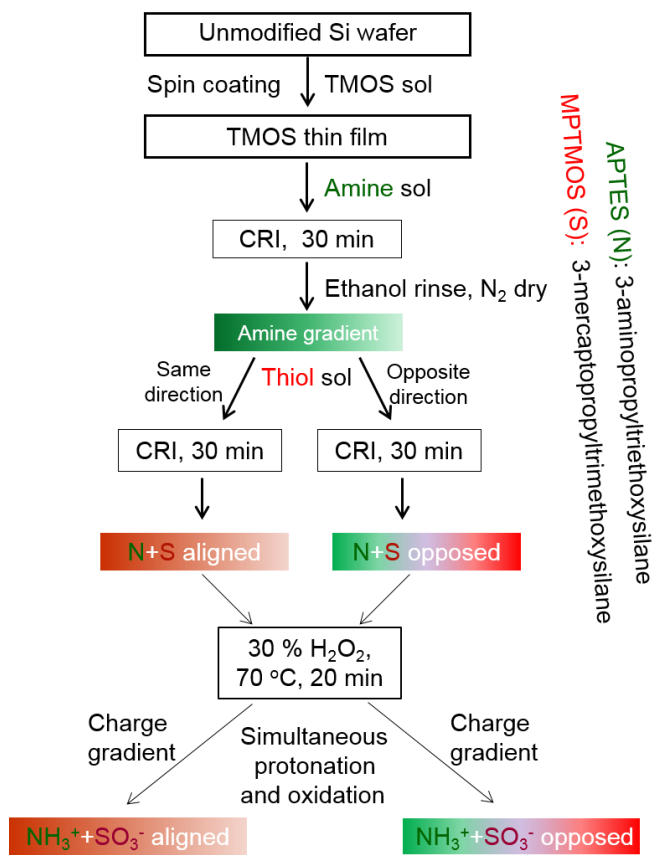 Unmodified Si wafer
Spin coating TMOS sol
TMOS thin film
Amine sol
CRI, 30 min
Ethanol rinse, N₂ dry
Amine gradient
Same
direction
Thiol sol
Opposite
direction
CRI, 30 min
CRI, 30 min
N+S aligned
N+S opposed
30 % H₂O₂,
70 ºC, 20 min
Charge
gradient
Simultaneous
protonation
and oxidation
Charge
gradient
NH₃⁺+SO₃⁻ aligned
NH₃⁺+SO₃⁻ opposed
APTES (N): 3-aminopropyltriethoxysilane
MPTMOS (S): 3-mercaptopropyltrimethoxysilane